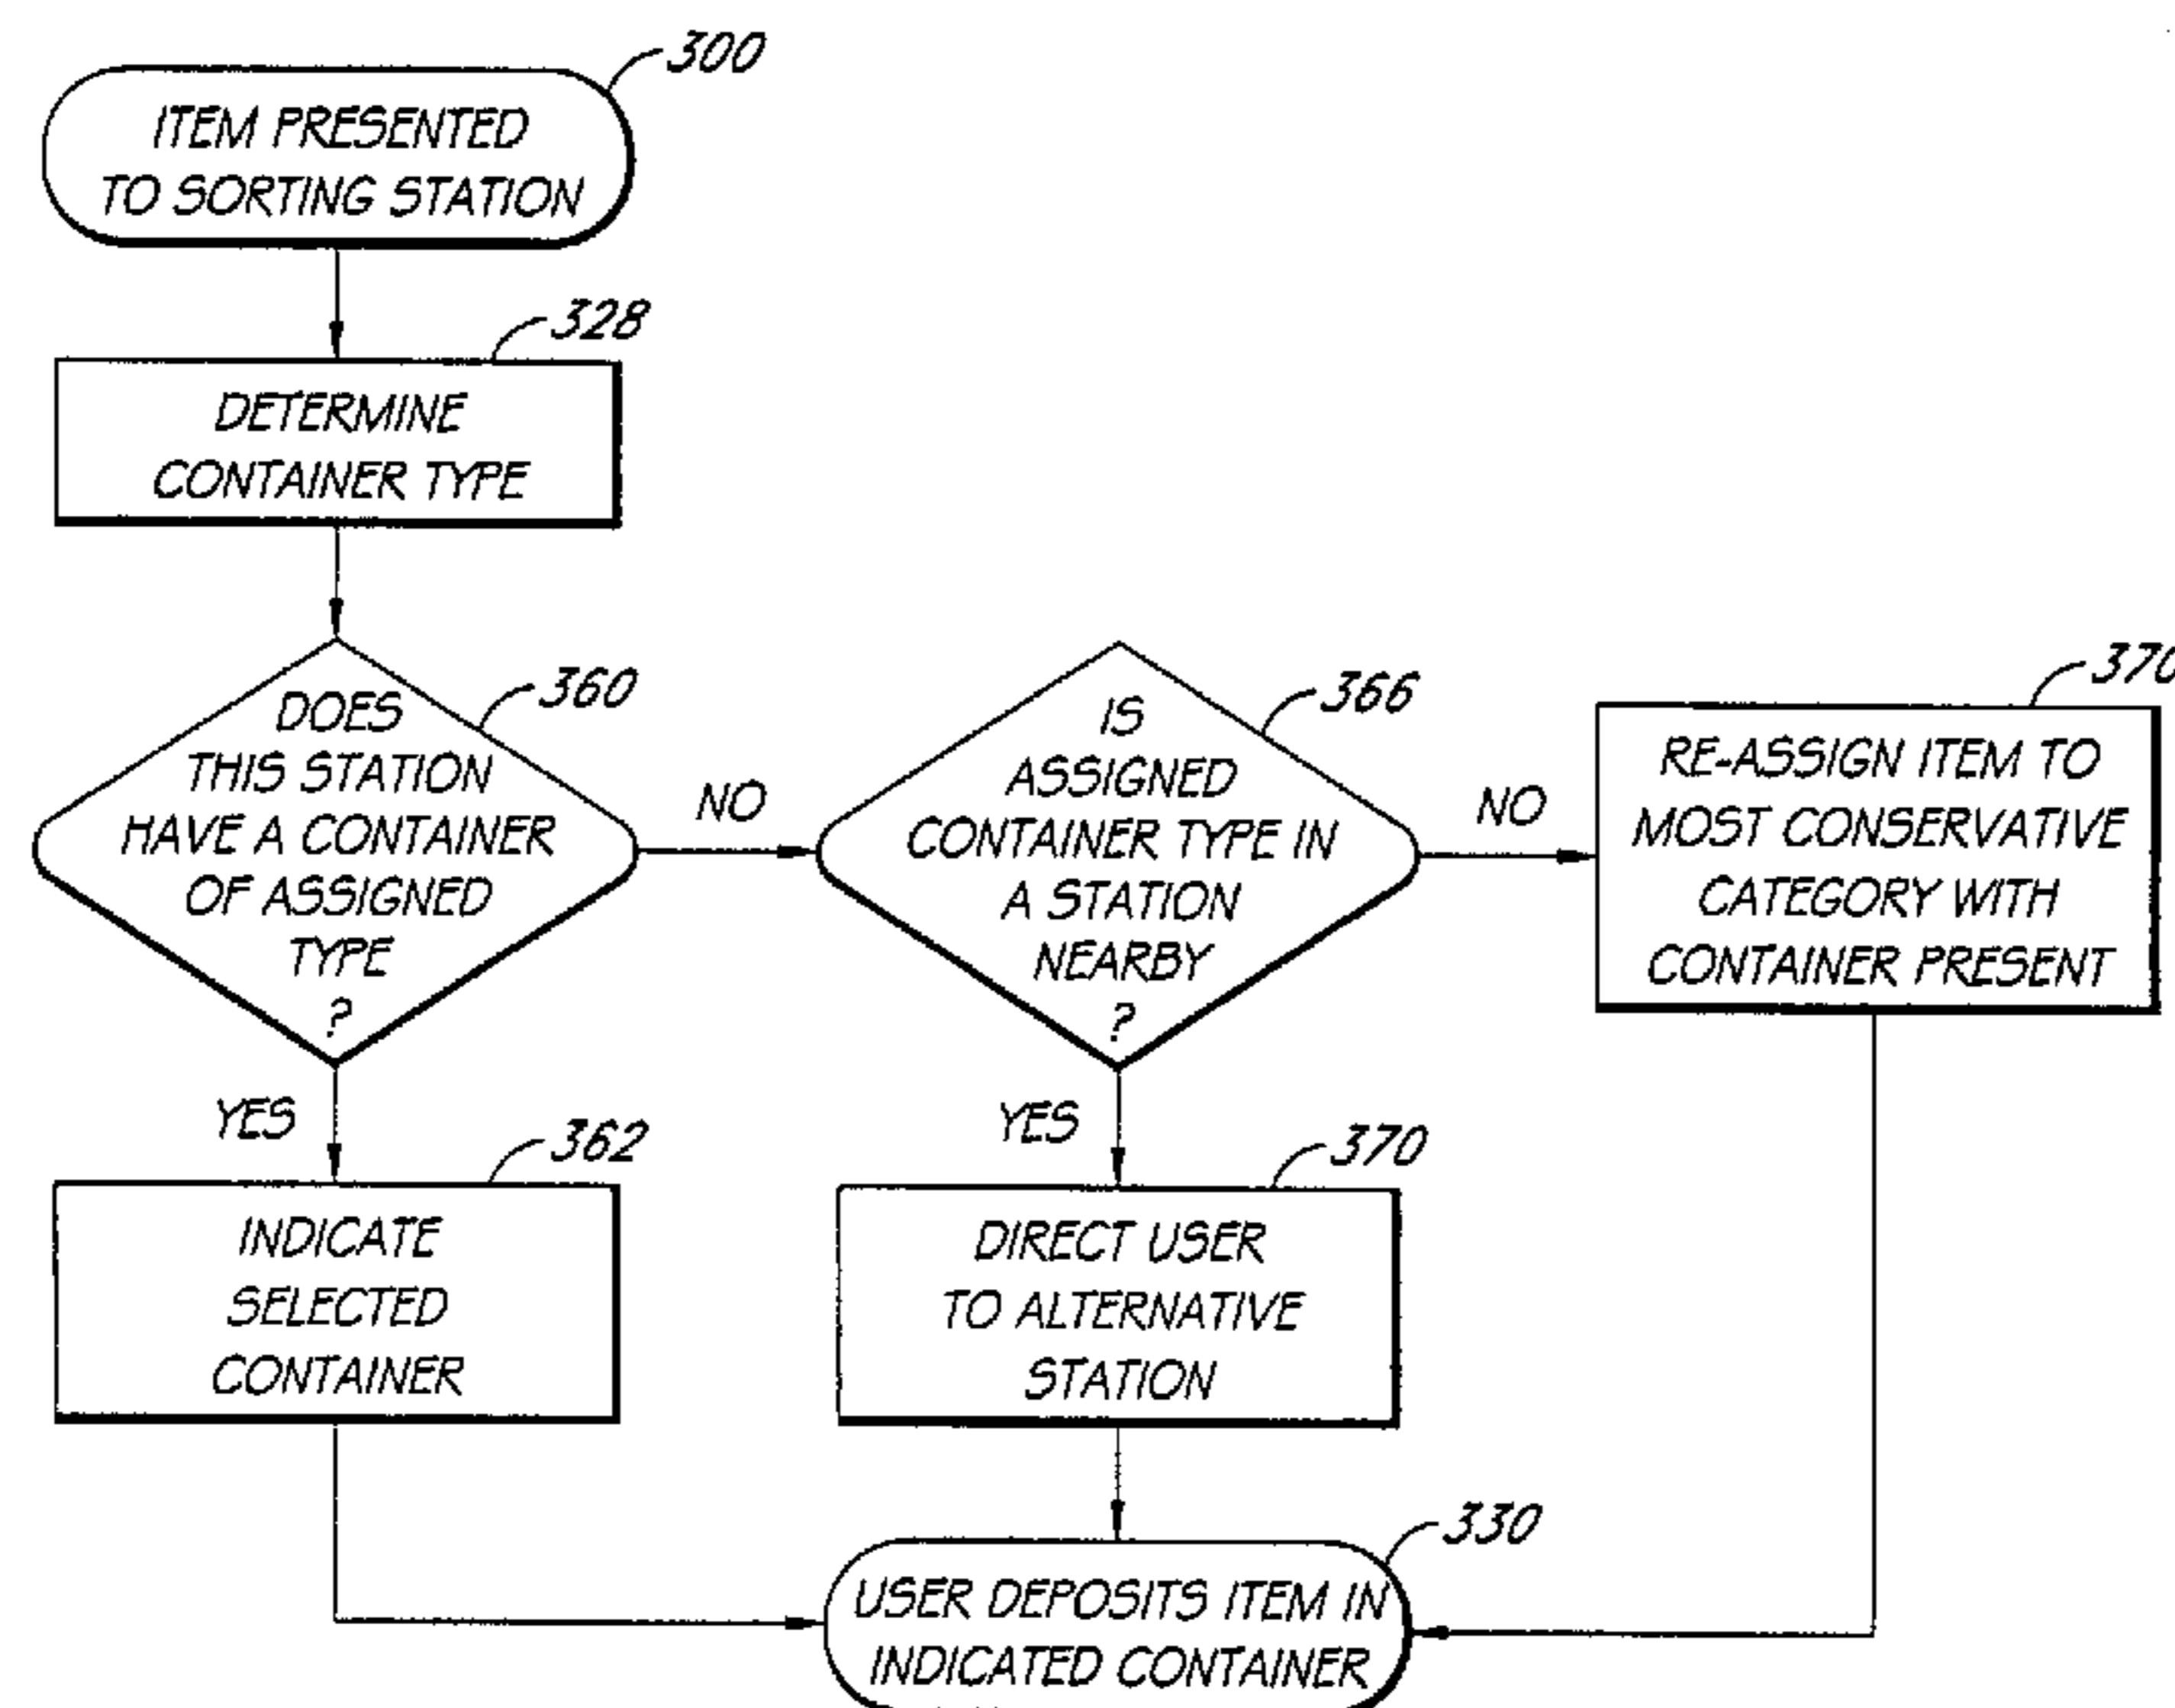 300
ITEM PRESENTED
TO SORTING STATION
328
DETERMINE
CONTAINER TYPE
360
DOES
THIS STATION
HAVE A CONTAINER
OF ASSIGNED
TYPE
?
NO
366
IS
ASSIGNED
CONTAINER TYPE IN
A STATION
NEARBY
?
NO
370
RE-ASSIGN ITEM TO
MOST CONSERVATIVE
CATEGORY WITH
CONTAINER PRESENT
YES
362
INDICATE
SELECTED
CONTAINER
YES
370
DIRECT USER
TO ALTERNATIVE
STATION
330
USER DEPOSITS ITEM IN
INDICATED CONTAINER